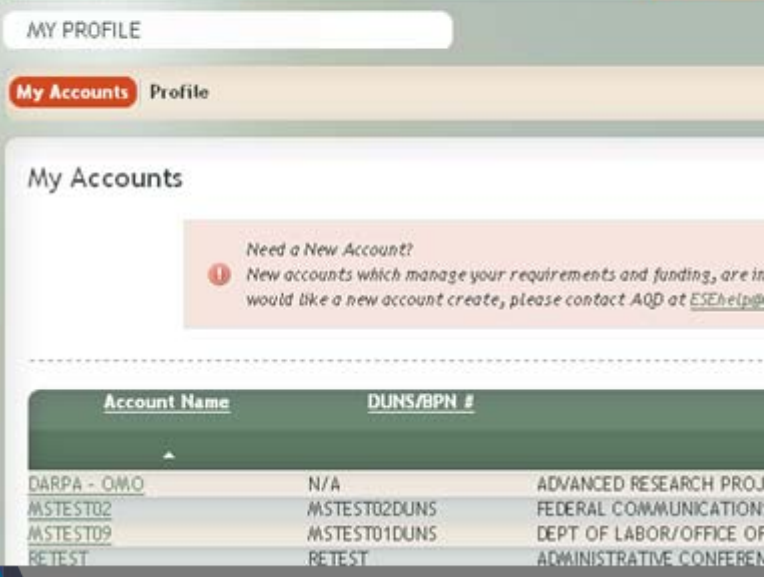 MY PROFILE
My Accounts Profile
My Accounts
Need a New Account?
New accounts which manage your requirements and funding, are in
would like a new account create, please contact AQD at ESEhelp@
Account Name DUNS/BPN #
DARPA - OMO N/A ADVANCED RESEARCH PROJ
MSTEST02 MSTEST02DUNS FEDERAL COMMUNICATION
MSTEST09 MSTEST01DUNS DEPT OF LABOR/OFFICE OF
RETEST RETEST ADMINISTRATIVE CONFEREN